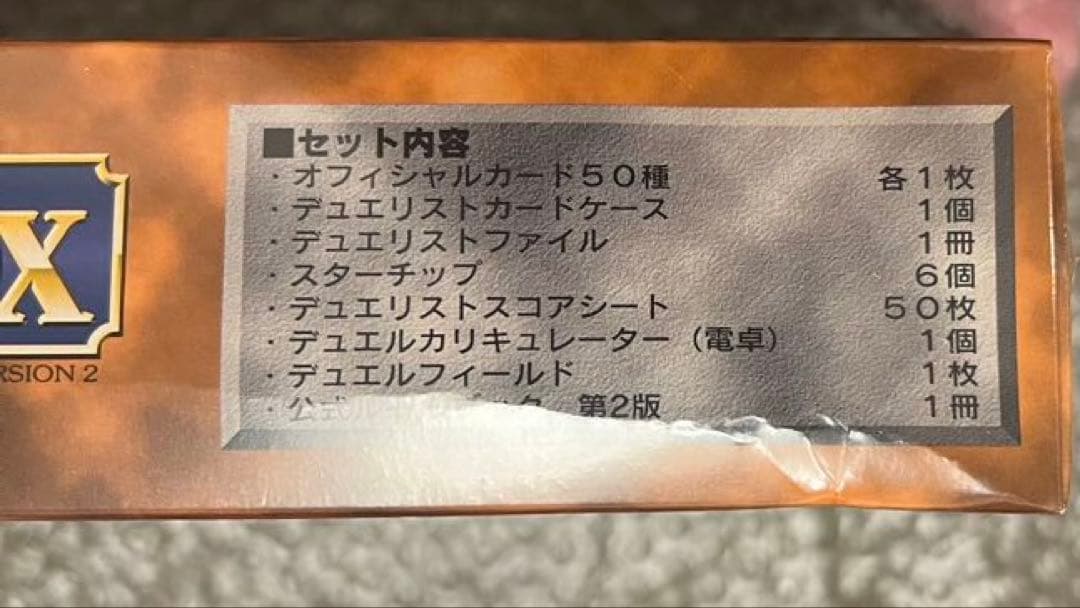 ■セット内容
・オフィシャルカード５０種 各１枚
・デュエリストカードケース １個
・デュエリストファイル １冊
・スターチップ ６個
・デュエリストスコアシート ５０枚
・デュエルカリキュレーター（電卓） １個
・デュエルフィールド １枚
・公式 第2版 １冊
X
RSION 2